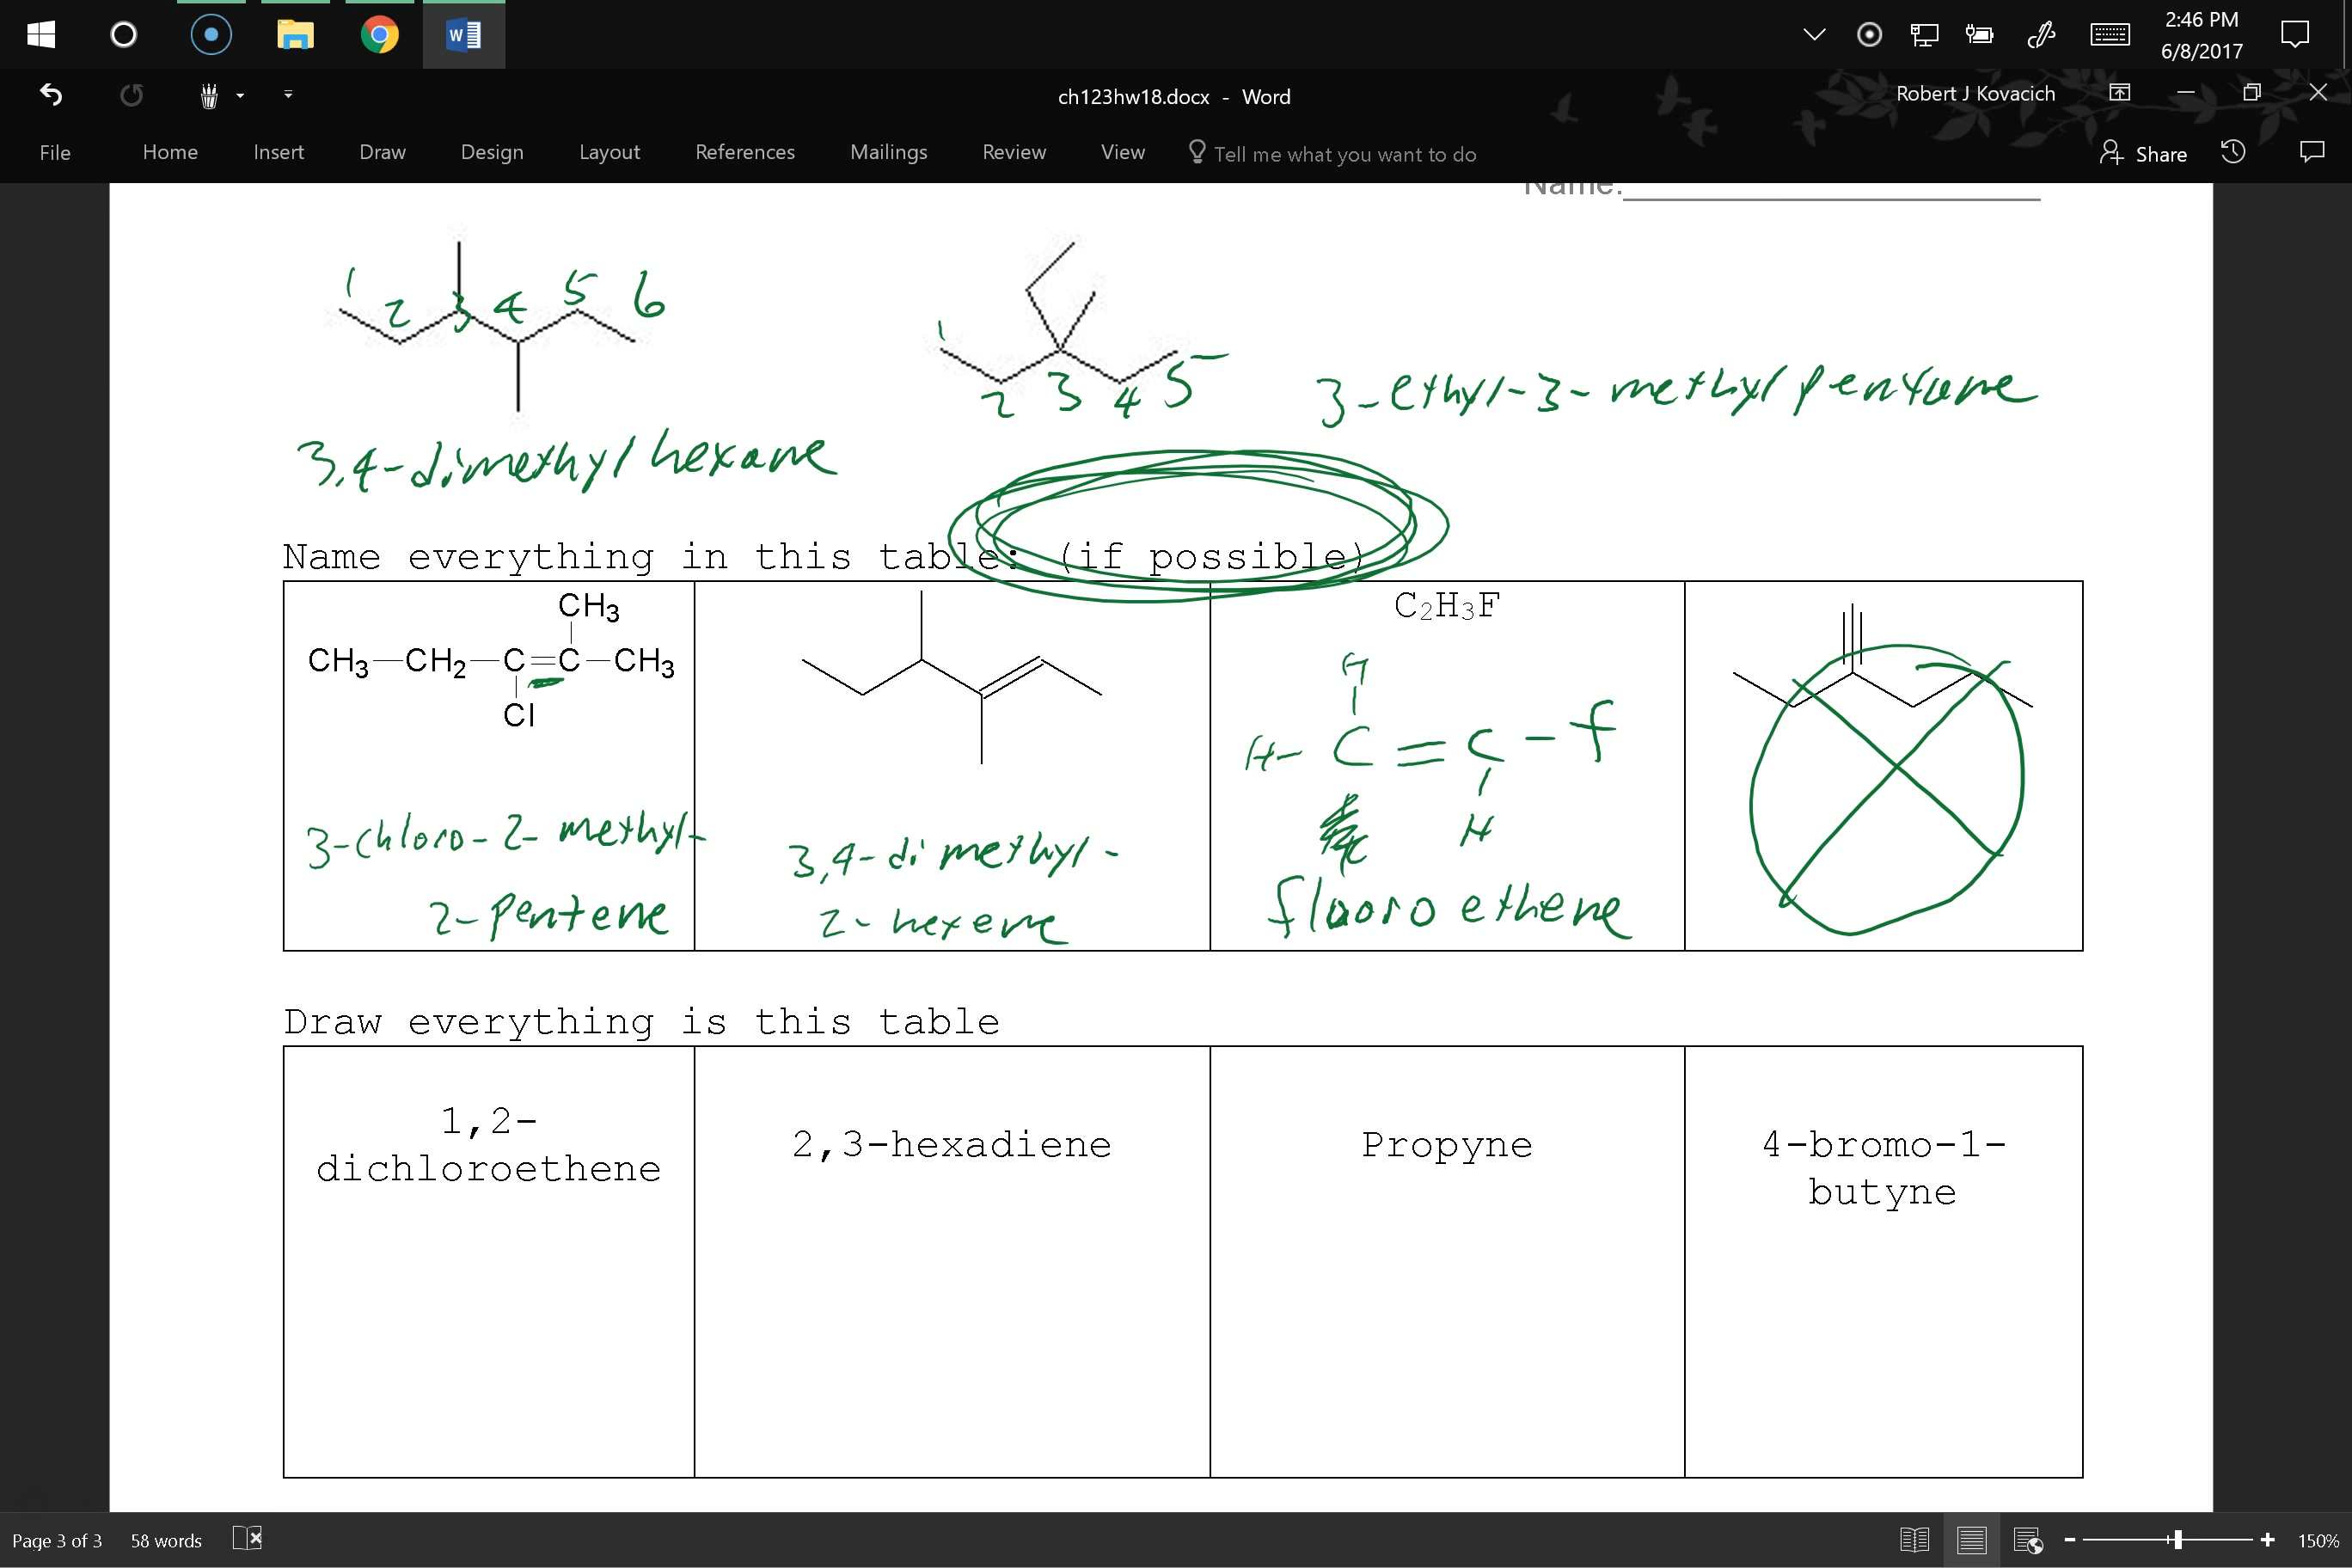 2:46 PM
6/8/2017
ch123hw18.docx - Word
Robert J Kovacich
File Home Insert Draw Design Layout References Mailings Review View Tell me what you want to do Share
Name:
1 2 3 4 5 6
1 2 3 4 5
3-ethyl-3-methyl pentane
3,4-dimethyl hexane
Name everything in this table: (if possible)
CH3
CH3-CH2-C=C-CH3
Cl
3-chloro-2-methyl-
2-pentene
3,4-dimethyl-
2-hexene
C2H3F
H
H-C=C-F
H
fluoro ethene
Draw everything is this table
1,2-
dichloroethene
2,3-hexadiene
Propyne
4-bromo-1-
butyne
Page 3 of 3 58 words 150%